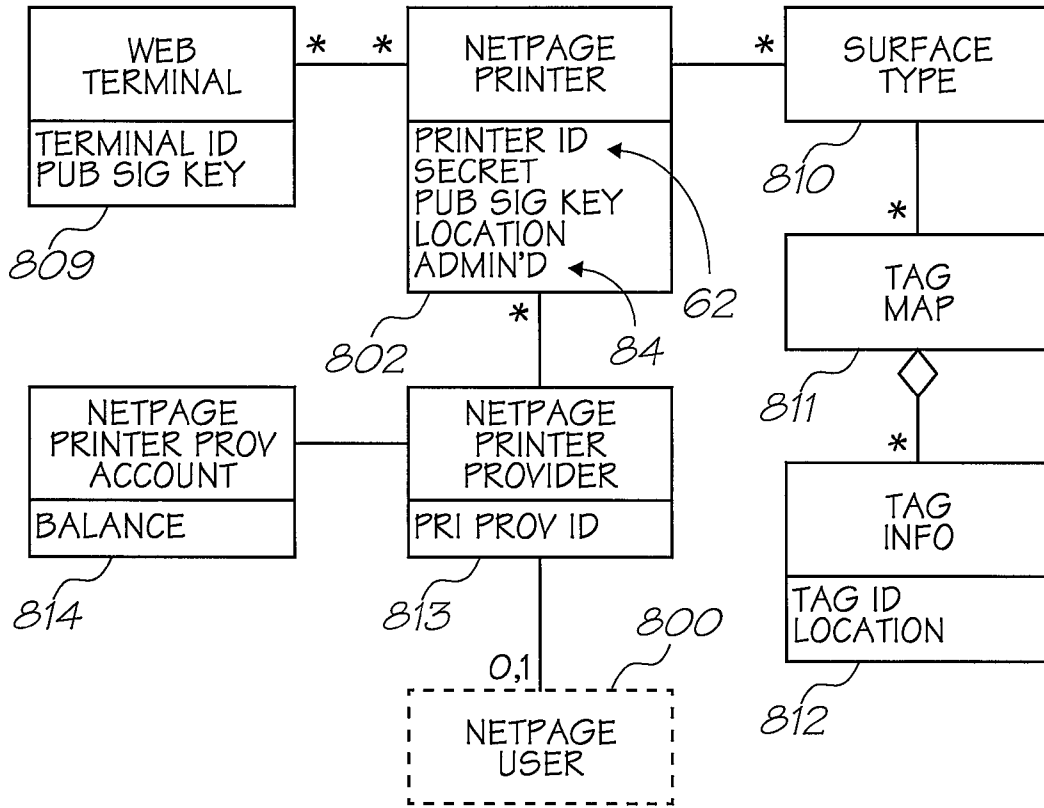 WEB
TERMINAL
TERMINAL ID
PUB SIG KEY
809
*
*
NETPAGE
PRINTER
PRINTER ID
SECRET
PUB SIG KEY
LOCATION
ADMIN'D
802
62
84
*
*
SURFACE
TYPE
810
*
TAG
MAP
811
*
TAG
INFO
TAG ID
LOCATION
812
NETPAGE
PRINTER PROV
ACCOUNT
BALANCE
814
NETPAGE
PRINTER
PROVIDER
PRI PROV ID
813
0,1
800
NETPAGE
USER